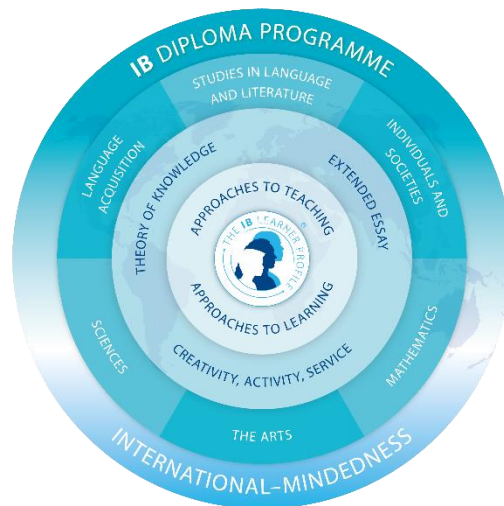 IB DIPLOMA PROGRAMME
STUDIES IN LANGUAGE
AND LITERATURE
LANGUAGE
ACQUISITION
INDIVIDUALS AND
SOCIETIES
THEORY OF KNOWLEDGE
EXTENDED ESSAY
APPROACHES TO TEACHING
THE IB LEARNER PROFILE
®
APPROACHES TO LEARNING
CREATIVITY, ACTIVITY, SERVICE
SCIENCES
MATHEMATICS
THE ARTS
INTERNATIONAL–MINDEDNESS